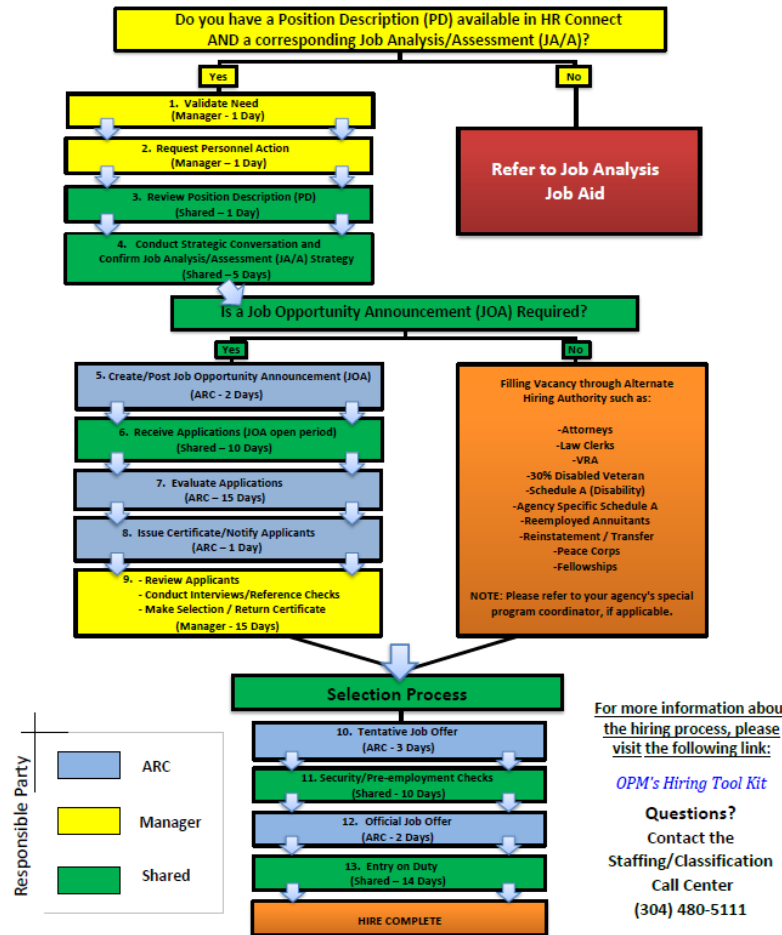 Do you have a Position Description (PD) available in HR Connect
AND a corresponding Job Analysis/Assessment (JA/A)?
Yes
No
1. Validate Need
(Manager - 1 Day)
2. Request Personnel Action
(Manager – 1 Day)
3. Review Position Description (PD)
(Shared – 1 Day)
4. Conduct Strategic Conversation and
Confirm Job Analysis/Assessment (JA/A) Strategy
(Shared – 5 Days)
Refer to Job Analysis
Job Aid
Is a Job Opportunity Announcement (JOA) Required?
Yes
No
5. Create/Post Job Opportunity Announcement (JOA)
(ARC - 2 Days)
6. Receive Applications (JOA open period)
(Shared – 10 Days)
7. Evaluate Applications
(ARC – 15 Days)
8. Issue Certificate/Notify Applicants
(ARC – 1 Day)
9. - Review Applicants
- Conduct Interviews/Reference Checks
- Make Selection / Return Certificate
(Manager - 15 Days)
Filling Vacancy through Alternate
Hiring Authority such as:
-Attorneys
-Law Clerks
-VRA
-30% Disabled Veteran
-Schedule A (Disability)
-Agency Specific Schedule A
-Reemployed Annuitants
-Reinstatement / Transfer
-Peace Corps
-Fellowships
NOTE: Please refer to your agency's special
program coordinator, if applicable.
Selection Process
10. Tentative Job Offer
(ARC - 3 Days)
11. Security/Pre-employment Checks
(Shared - 10 Days)
12. Official Job Offer
(ARC - 2 Days)
13. Entry on Duty
(Shared – 14 Days)
HIRE COMPLETE
Responsible Party
ARC
Manager
Shared
For more information abou
the hiring process, please
visit the following link:
OPM's Hiring Tool Kit
Questions?
Contact the
Staffing/Classification
Call Center
(304) 480-5111